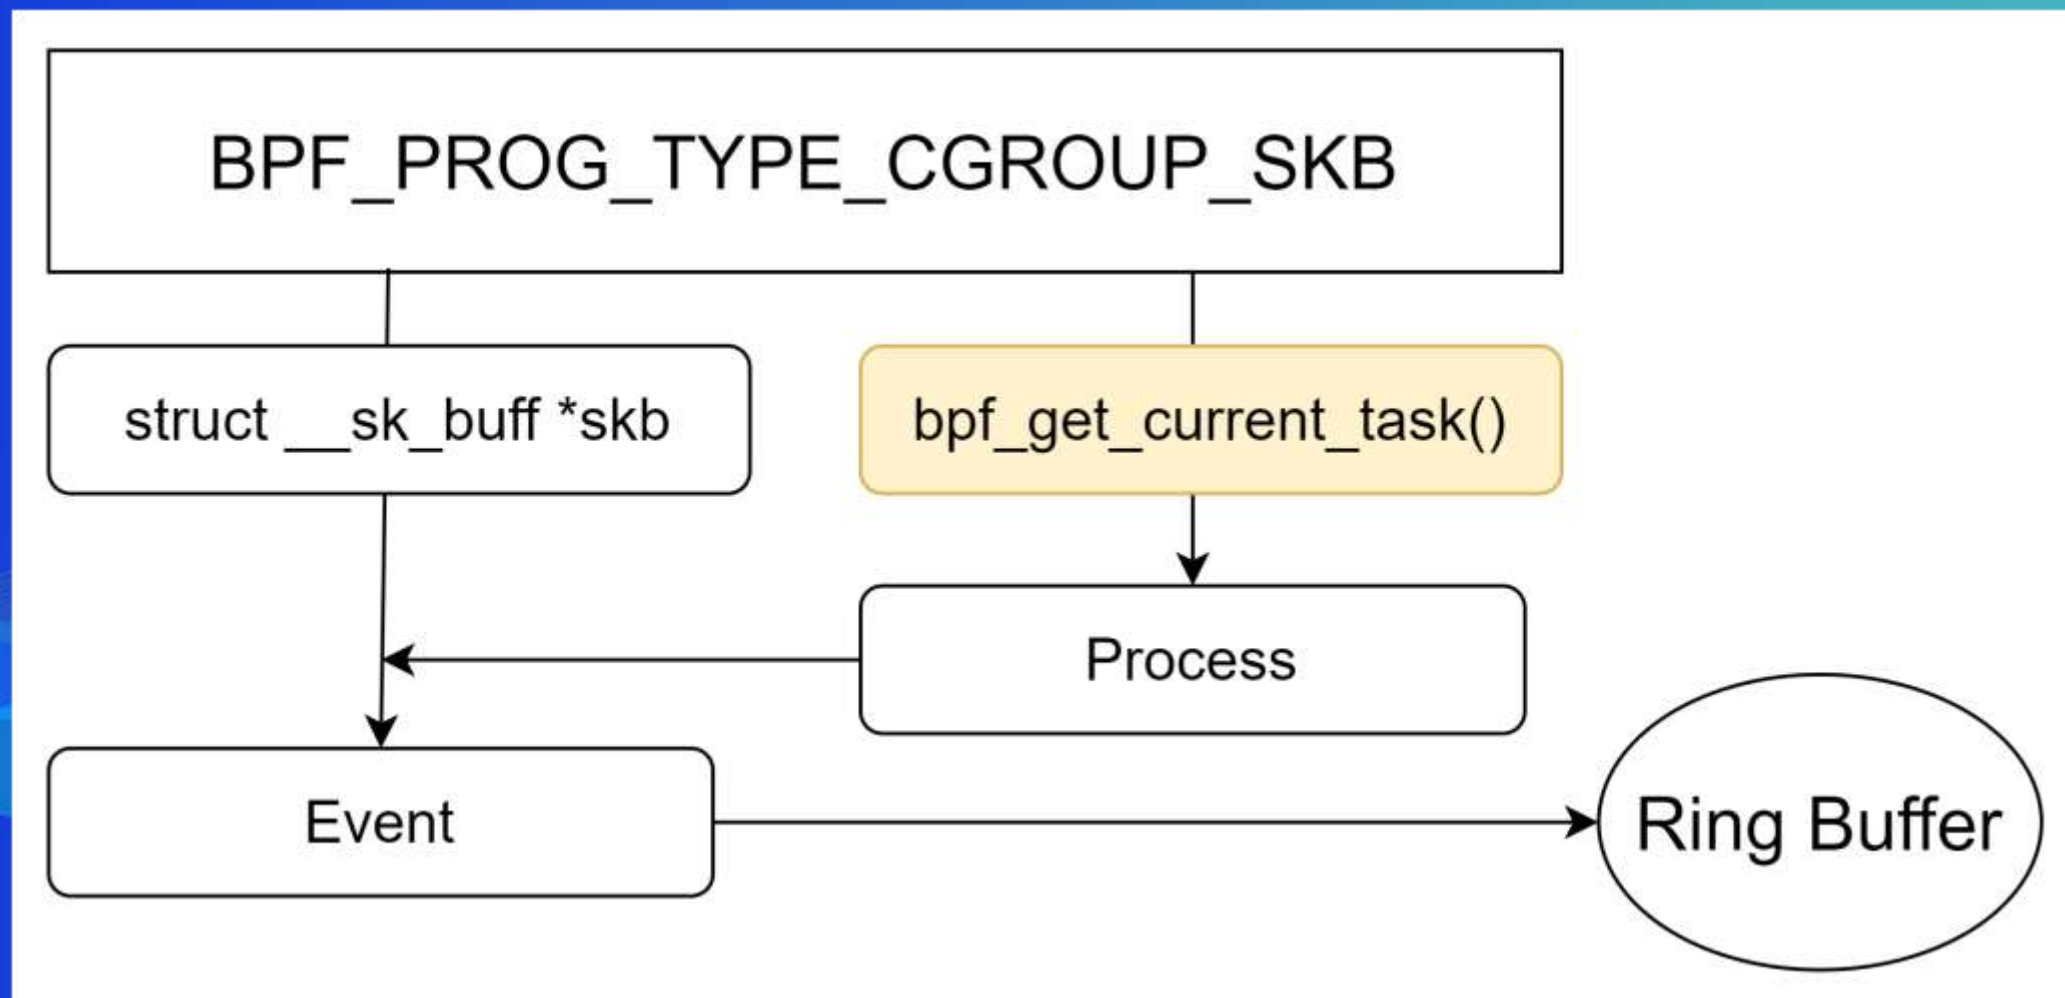 BPF_PROG_TYPE_CGROUP_SKB
struct __sk_buff *skb
bpf_get_current_task()
Process
Event
Ring Buffer